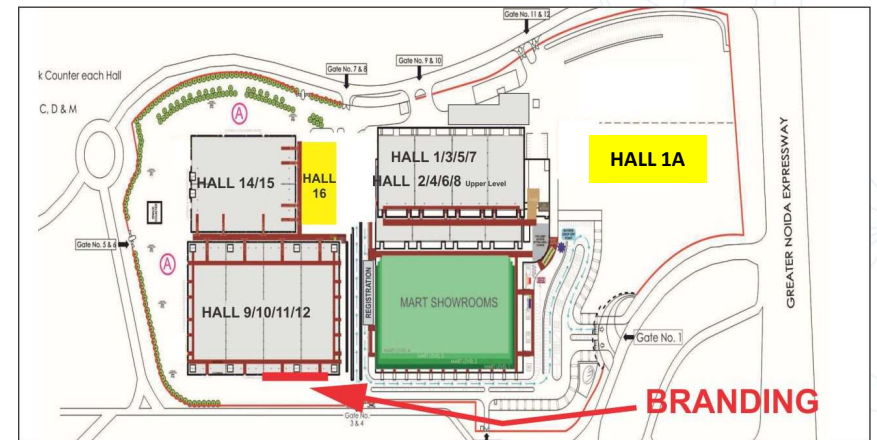 Gate No. 11 & 12
Gate No. 9 & 10
Gate No. 7 & 8
k Counter each Hall
C, D & M
A
HALL 1/3/5/7
HALL 2/4/6/8 Upper Level
HALL 1A
HALL 14/15
HALL
16
Gate No. 5 & 6
A
HALL 9/10/11/12
REGISTRATION
MART SHOWROOMS
GREATER NOIDA EXPRESSWAY
Gate No. 1
BRANDING
Gate No.
3 & 4